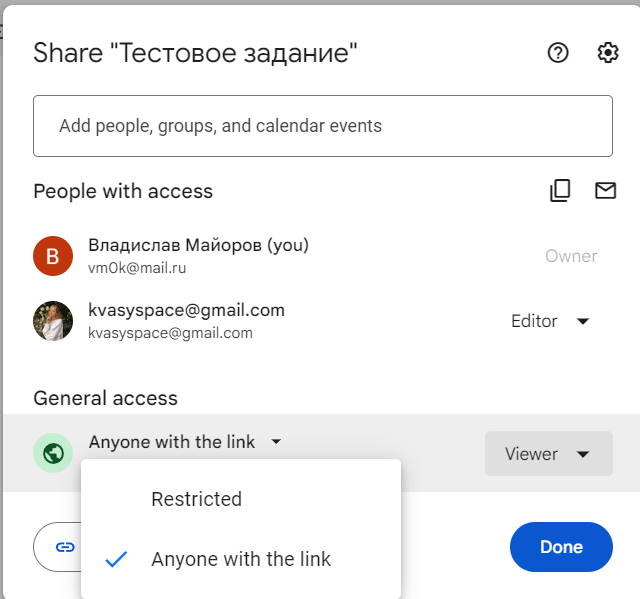 Share "Тестовое задание"
Add people, groups, and calendar events
People with access
B
Владислав Майоров (you)
vm0k@mail.ru
Owner
kvasyspace@gmail.com
kvasyspace@gmail.com
Editor
General access
Anyone with the link
Viewer
Restricted
Anyone with the link
Done